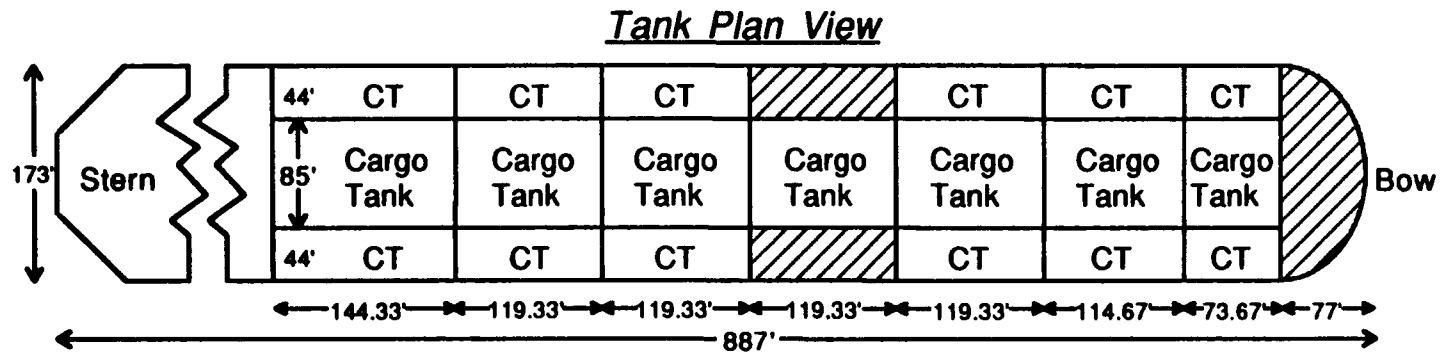 Tank Plan View
44' CT CT CT CT CT CT
173' Stern 85' Cargo Tank Cargo Tank Cargo Tank Cargo Tank Cargo Tank Cargo Tank Cargo Tank Bow
44' CT CT CT CT CT CT
144.33' 119.33' 119.33' 119.33' 119.33' 114.67' 73.67' 77'
887'